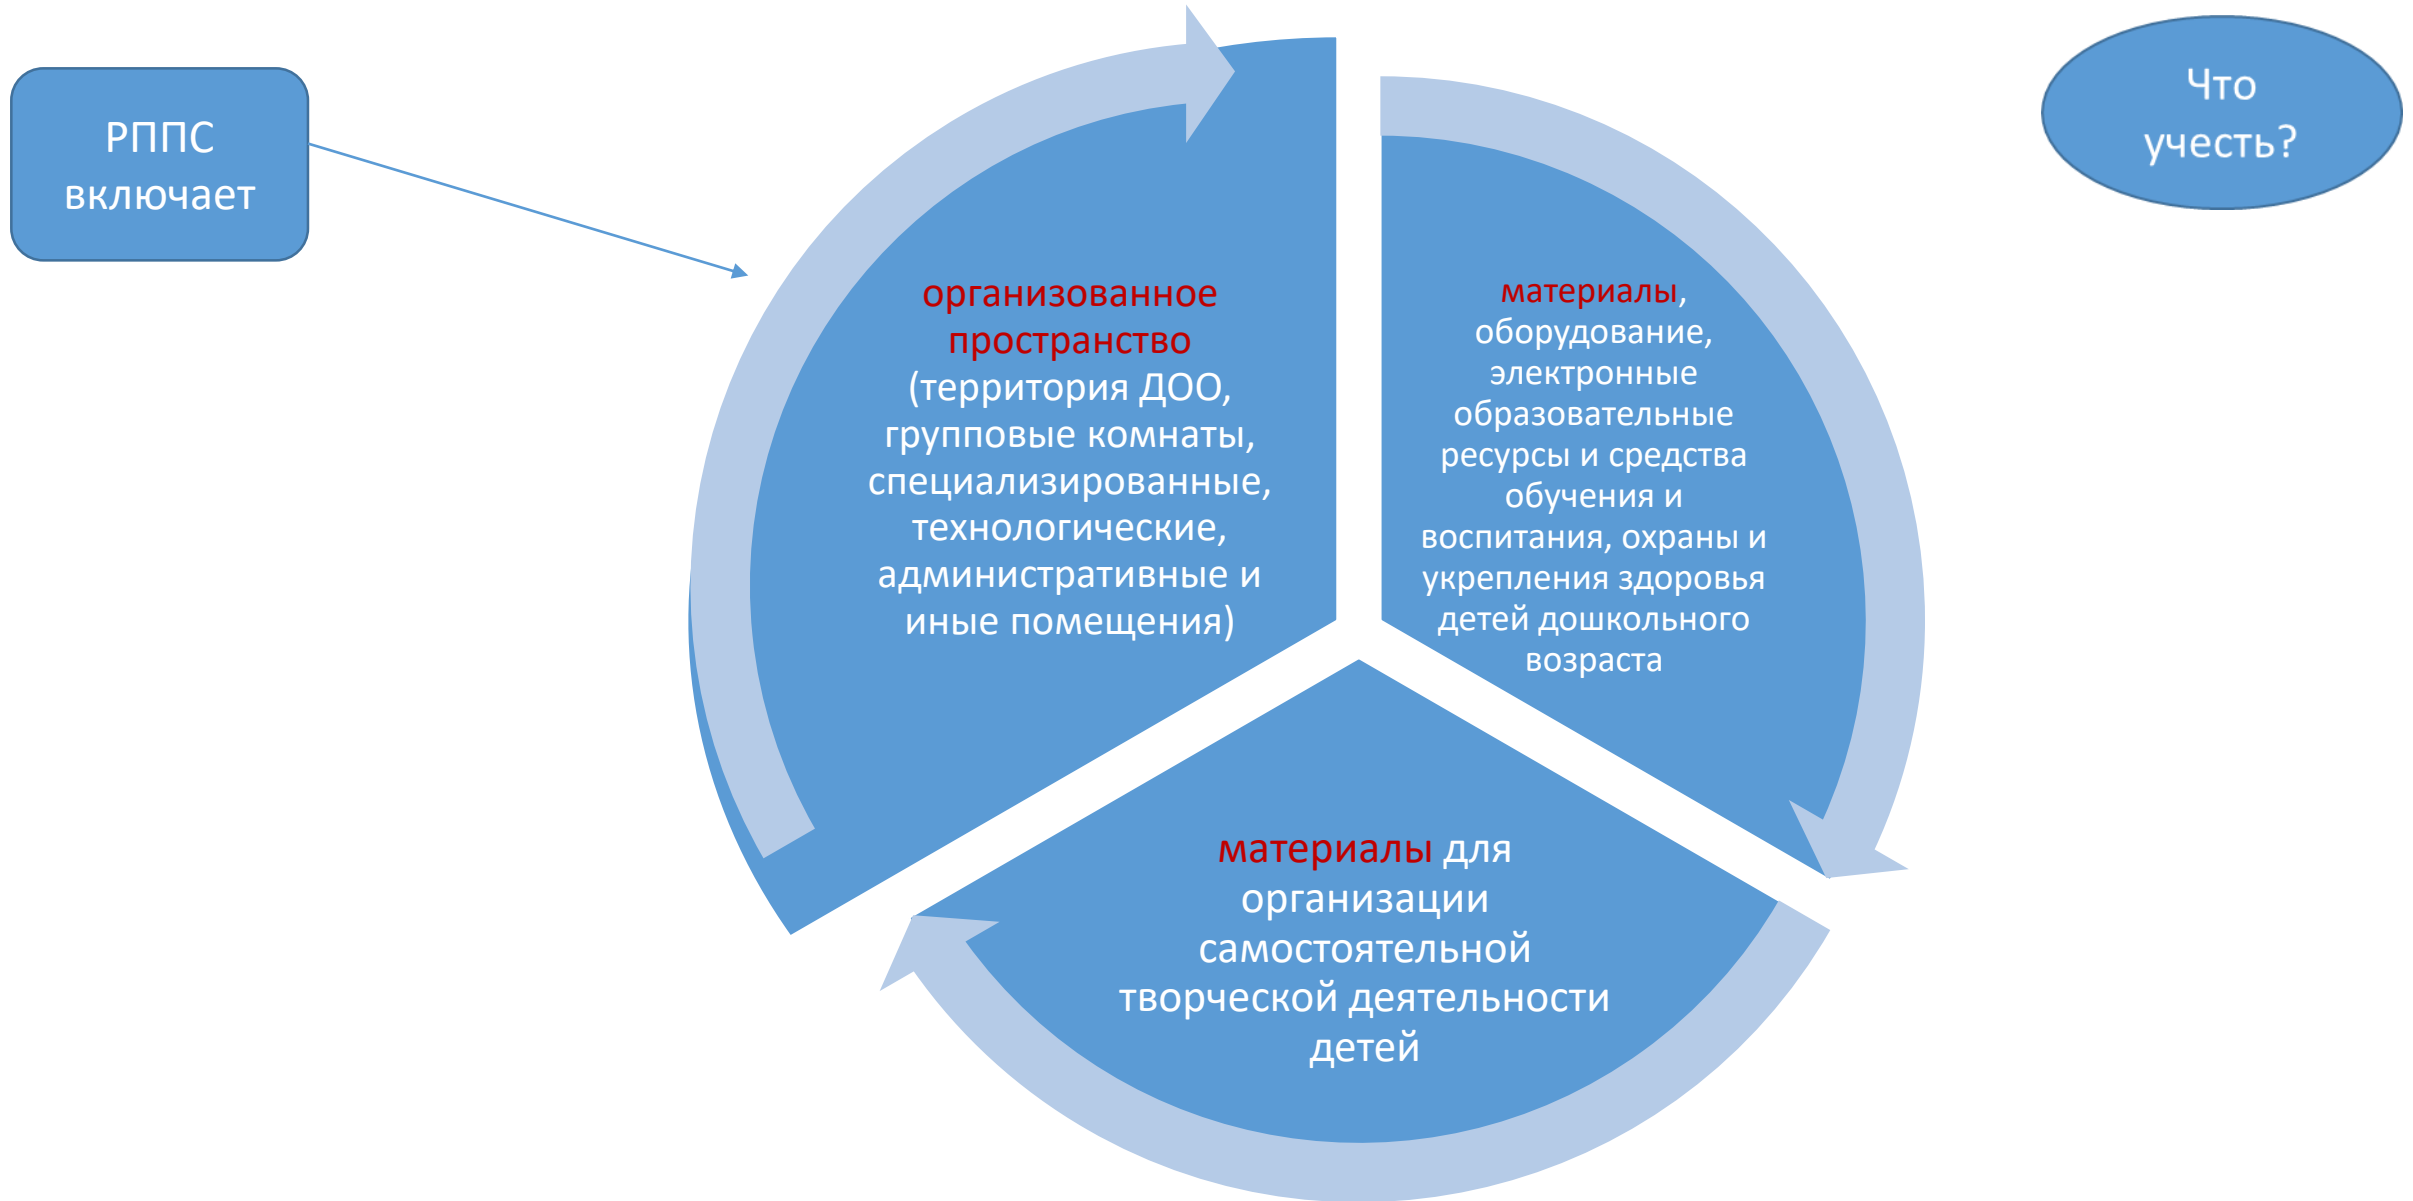 РППС
включает
Что
учесть?
организованное
пространство
(территория ДОО,
групповые комнаты,
специализированные,
технологические,
административные и
иные помещения)
материалы,
оборудование,
электронные
образовательные
ресурсы и средства
обучения и
воспитания, охраны и
укрепления здоровья
детей дошкольного
возраста
материалы для
организации
самостоятельной
творческой деятельности
детей